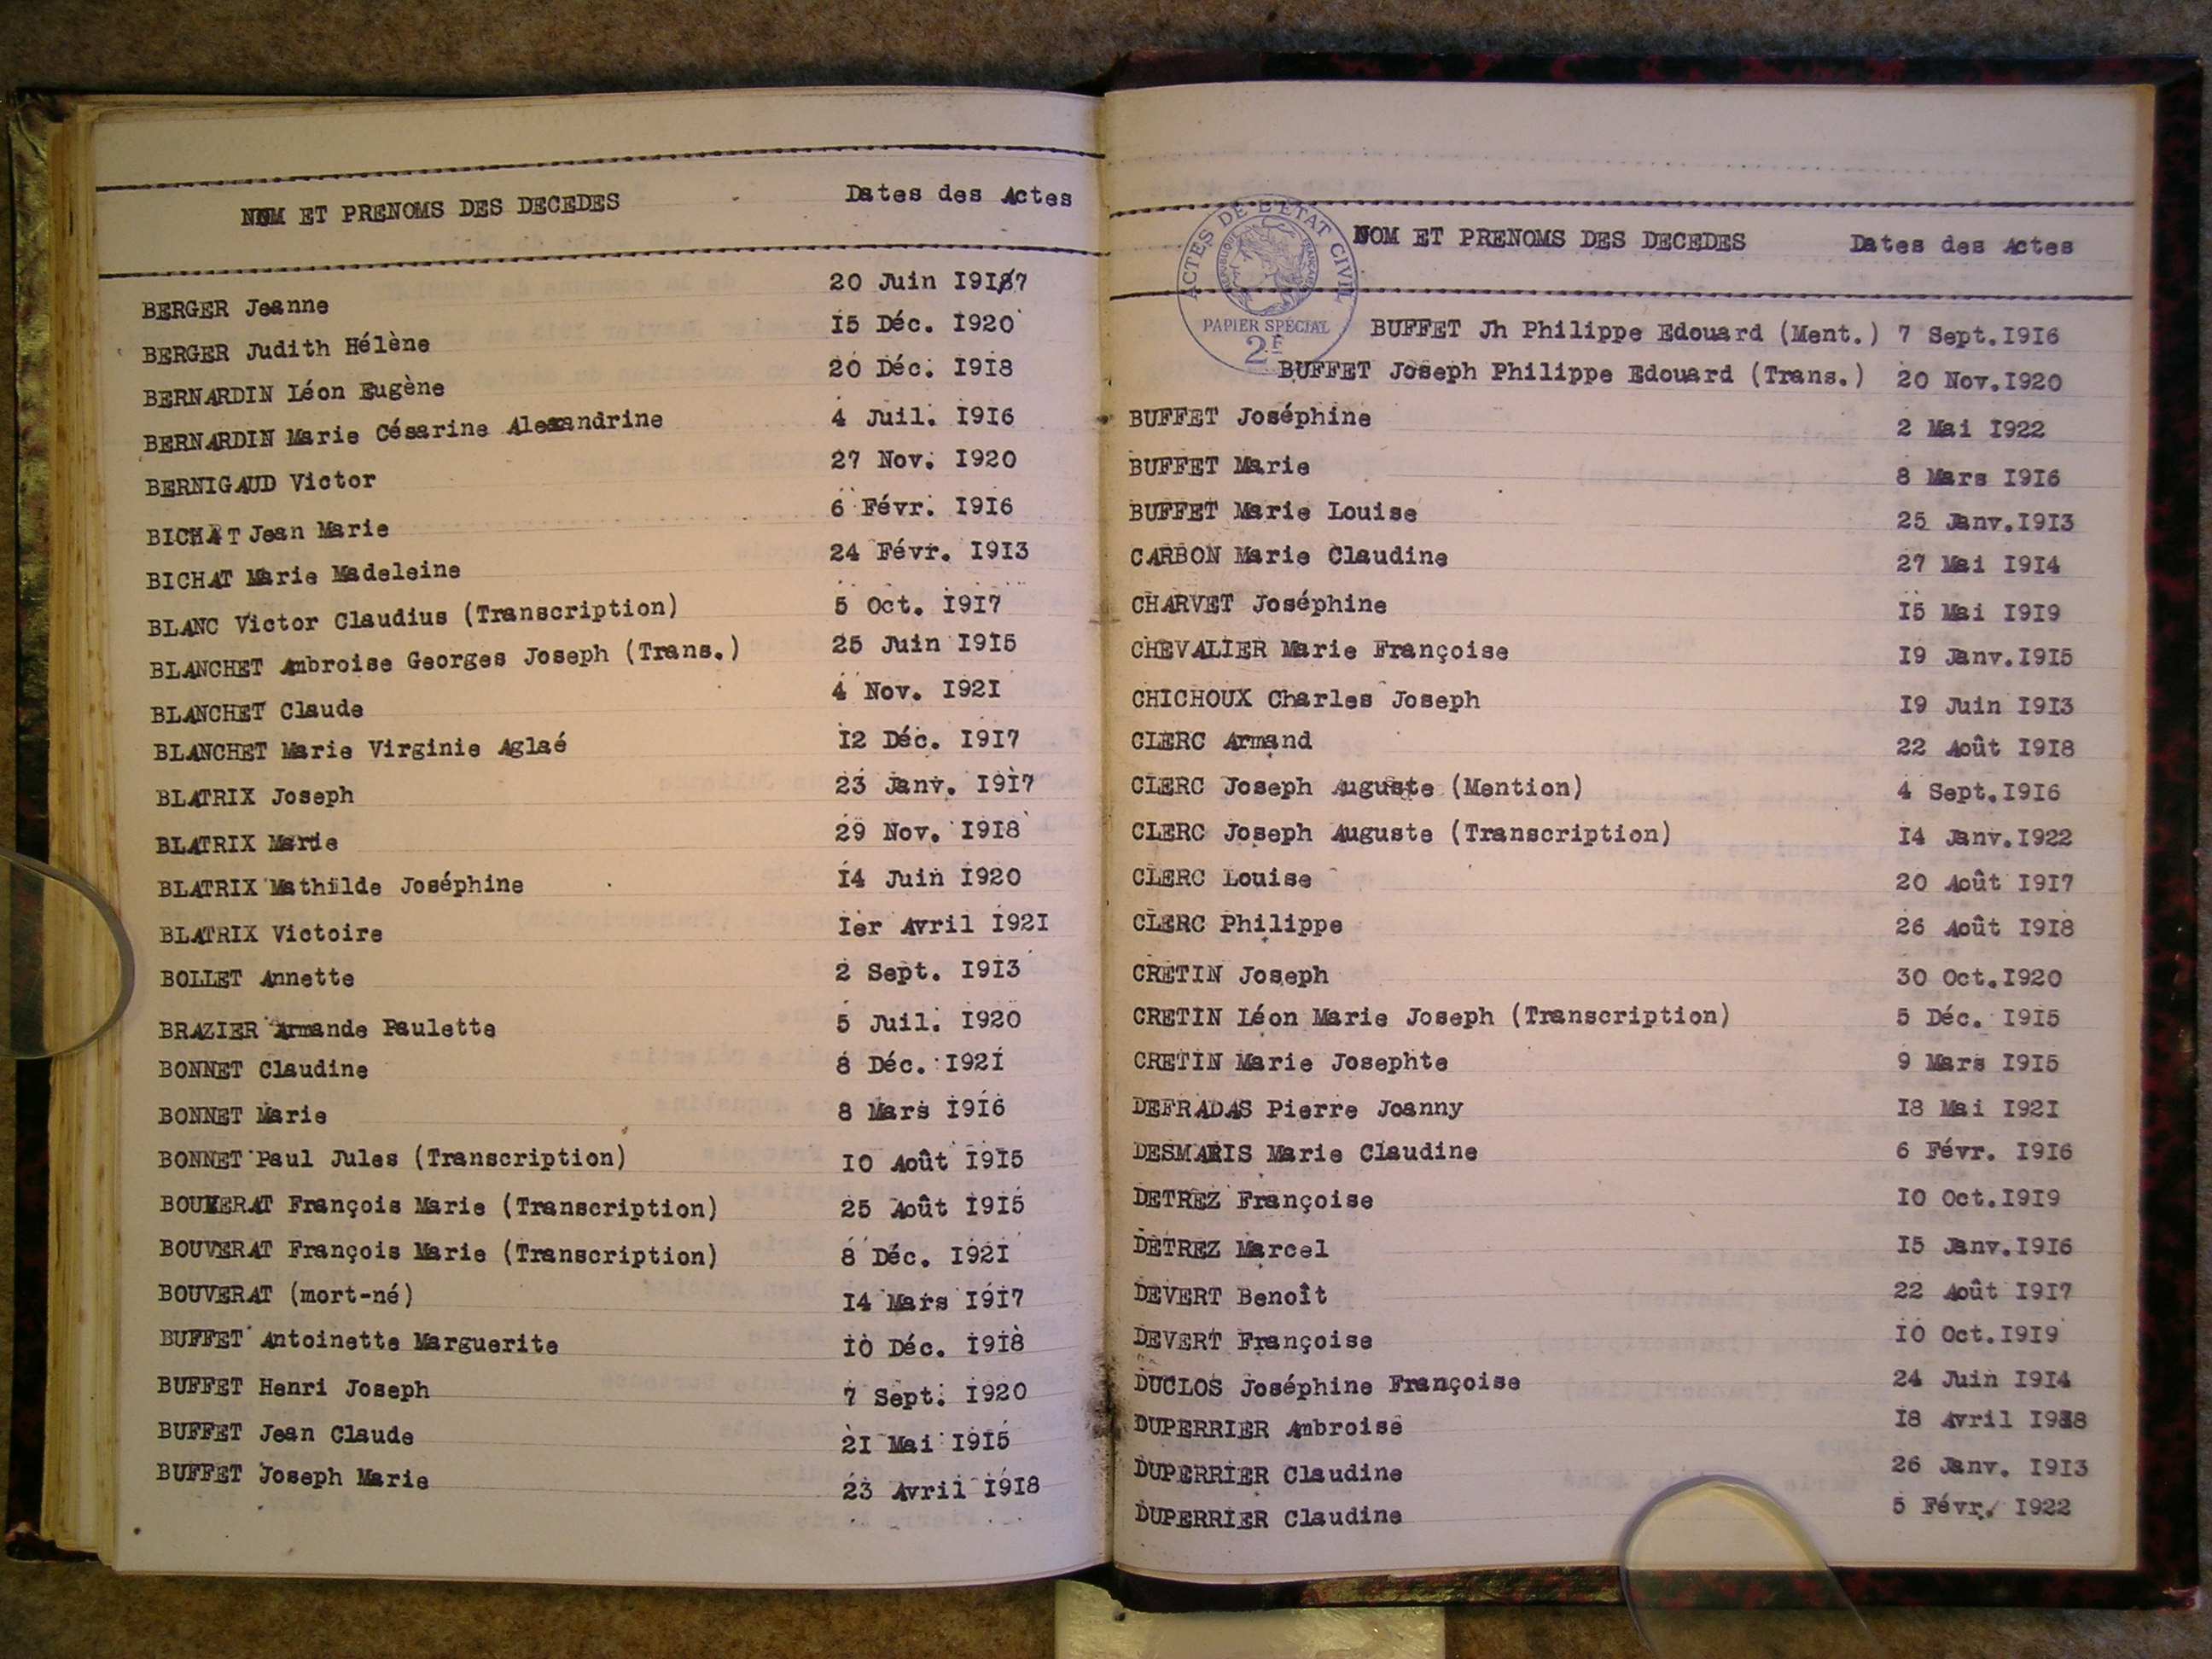 NOM ET PRENOMS DES DECEDES Dates des Actes
BERGER Jeanne 20 Juin 1917
BERGER Judith Hélène 15 Déc. 1920
BERNARDIN Léon Eugène 20 Déc. 1918
BERNARDIN Marie Césarine Alexandrine 4 Juil. 1916
BERNIGAUD Victor 27 Nov. 1920
BICHAT Jean Marie 6 Févr. 1916
BICHAT Marie Madeleine 24 Févr. 1913
BLANC Victor Claudius (Transcription) 5 Oct. 1917
BLANCHET Ambroise Georges Joseph (Trans.) 25 Juin 1915
BLANCHET Claude 4 Nov. 1921
BLANCHET Marie Virginie Aglaé 12 Déc. 1917
BLATRIX Joseph 23 Janv. 1917
BLATRIX Marie 29 Nov. 1918
BLATRIX Mathilde Joséphine 14 Juin 1920
BLATRIX Victoire 1er Avril 1921
BOLLET Annette 2 Sept. 1913
BRAZIER Armande Paulette 5 Juil. 1920
BONNET Claudine 8 Déc. 1921
BONNET Marie 8 Mars 1916
BONNET Paul Jules (Transcription) 10 Août 1915
BOUVERAT François Marie (Transcription) 25 Août 1915
BOUVERAT François Marie (Transcription) 8 Déc. 1921
BOUVERAT (mort-né) 14 Mars 1917
BUFFET Antoinette Marguerite 10 Déc. 1918
BUFFET Henri Joseph 7 Sept. 1920
BUFFET Jean Claude 21 Mai 1915
BUFFET Joseph Marie 23 Avril 1918
ACTES DE L'ÉTAT CIVIL
RÉPUBLIQUE FRANÇAISE
PAPIER SPÉCIAL
2F
NOM ET PRENOMS DES DECEDES Dates des Actes
BUFFET Jh Philippe Edouard (Ment.) 7 Sept.1916
BUFFET Joseph Philippe Edouard (Trans.) 20 Nov.1920
BUFFET Joséphine 2 Mai 1922
BUFFET Marie 8 Mars 1916
BUFFET Marie Louise 25 Janv.1913
CARBON Marie Claudine 27 Mai 1914
CHARVET Joséphine 15 Mai 1919
CHEVALIER Marie Françoise 19 Janv.1915
CHICHOUX Charles Joseph 19 Juin 1913
CLERC Armand 22 Août 1918
CLERC Joseph Auguste (Mention) 4 Sept.1916
CLERC Joseph Auguste (Transcription) 14 Janv.1922
CLERC Louise 20 Août 1917
CLERC Philippe 26 Août 1918
CRETIN Joseph 30 Oct.1920
CRETIN Léon Marie Joseph (Transcription) 5 Déc. 1915
CRETIN Marie Josephte 9 Mars 1915
DEFRADAS Pierre Joanny 18 Mai 1921
DESMARIS Marie Claudine 6 Févr. 1916
DETREZ Françoise 10 Oct.1919
DETREZ Marcel 15 Janv.1916
DEVERT Benoît 22 Août 1917
DEVERT Françoise 10 Oct.1919
DUCLOS Joséphine Françoise 24 Juin 1914
DUPERRIER Ambroise 18 Avril 1918
DUPERRIER Claudine 26 Janv. 1913
DUPERRIER Claudine 5 Févr. 1922